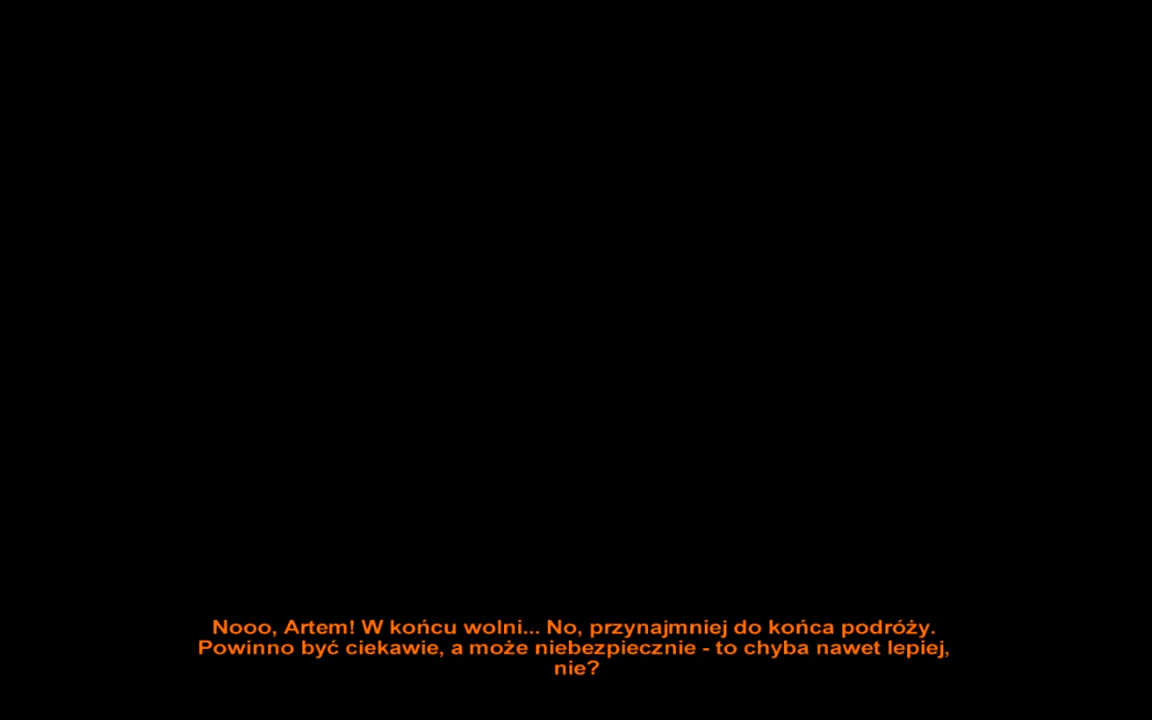 Nooo, Artem! W końcu wolni... No, przynajmniej do końca podróży.
Powinno być ciekawie, a może niebezpiecznie - to chyba nawet lepiej,
nie?